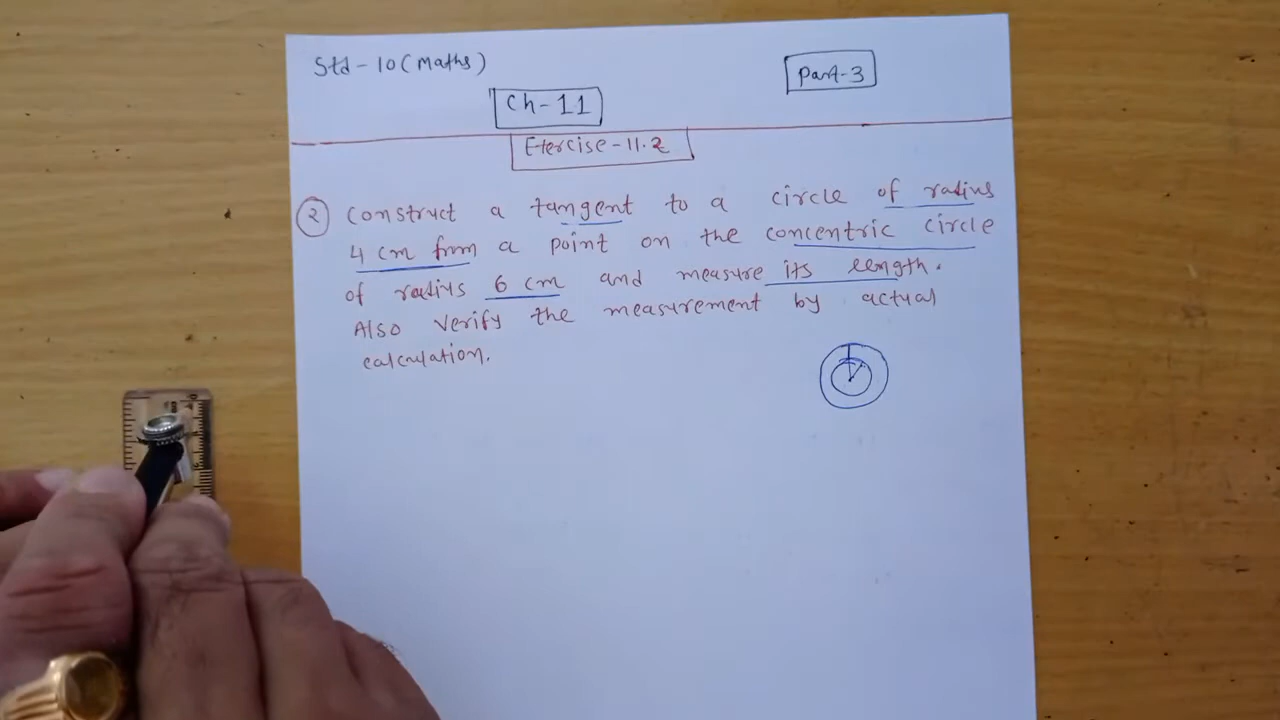 Std - 10 (Maths)
Part-3
Ch-11
Exercise-11.2
2 Construct a tangent to a circle of radius
4 cm from a point on the concentric circle
of radius 6 cm and measure its length.
Also verify the measurement by actual
calculation.